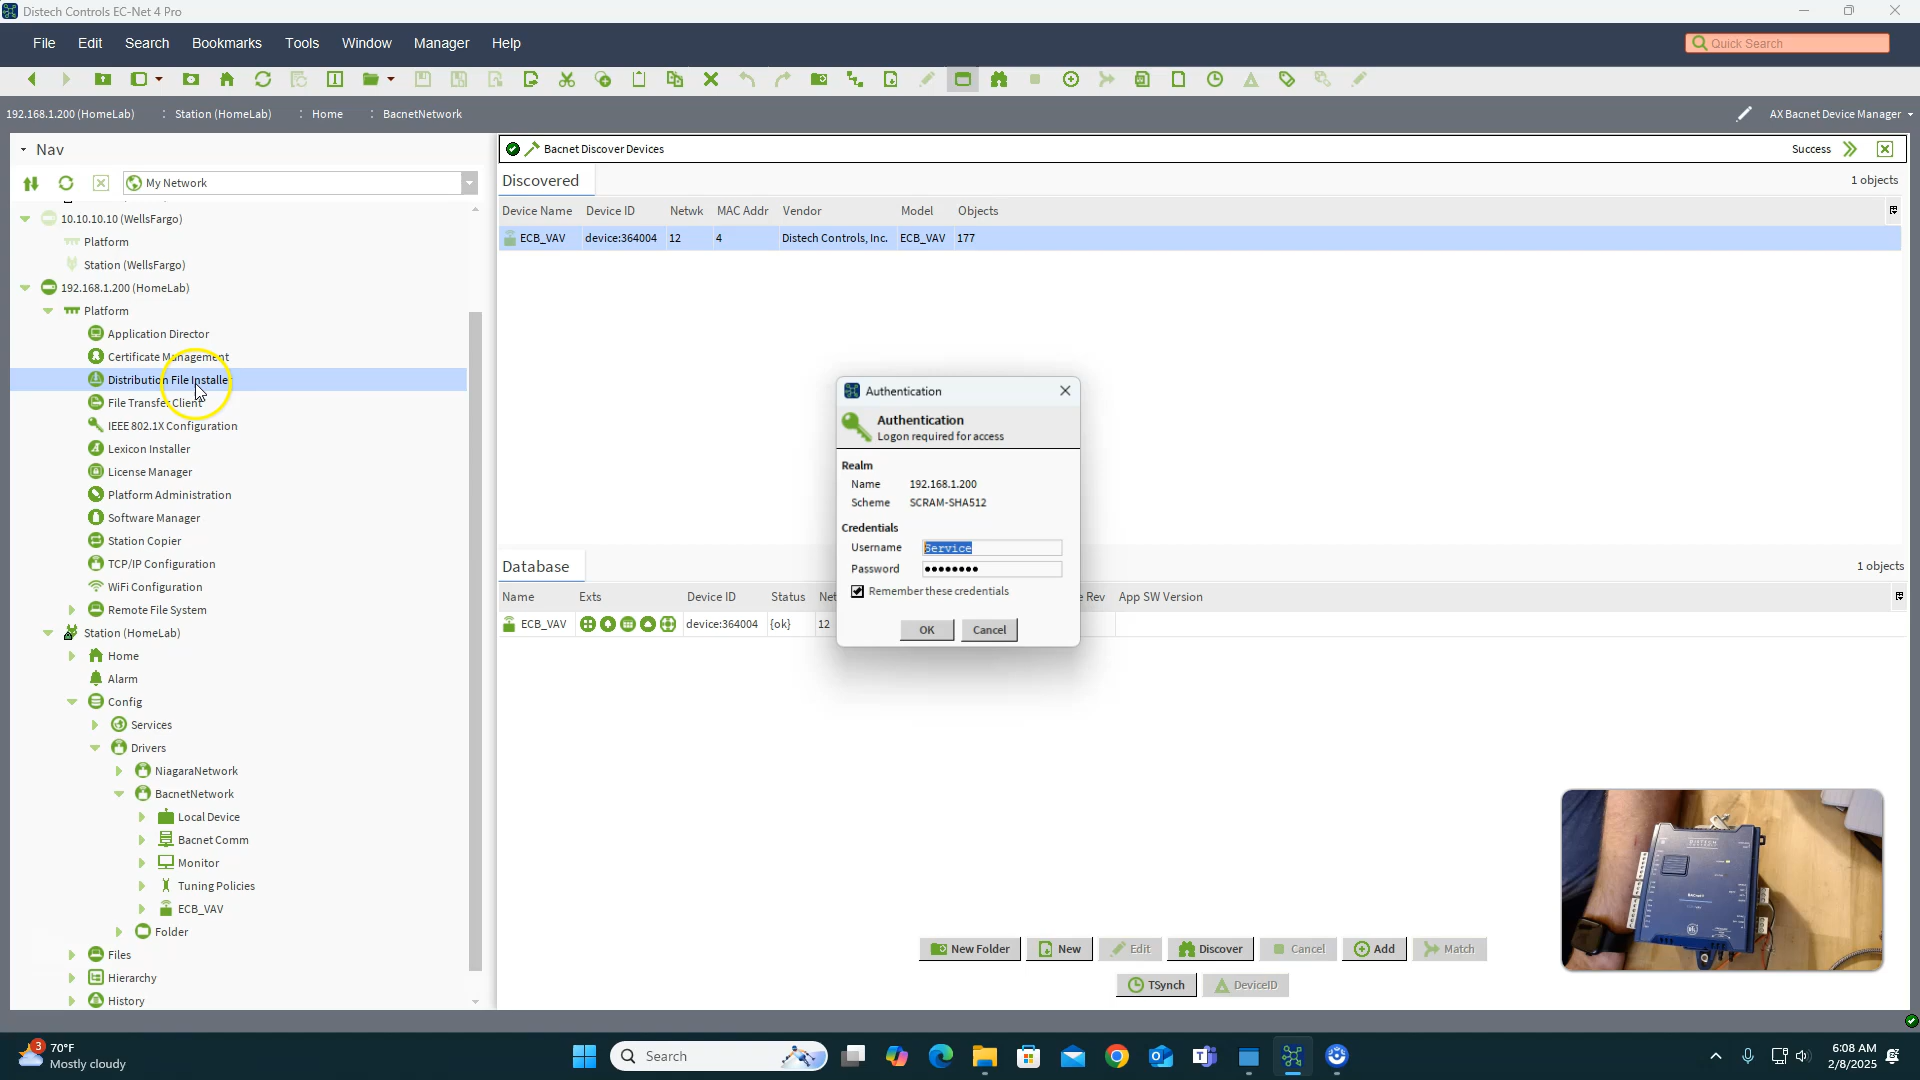 Distech Controls EC-Net 4 Pro
File Edit Search Bookmarks Tools Window Manager Help
Quick Search
192.168.1.200 (HomeLab) : Station (HomeLab) : Home : BacnetNetwork
AX Bacnet Device Manager
Nav
My Network
10.10.10.10 (WellsFargo)
Platform
Station (WellsFargo)
192.168.1.200 (HomeLab)
Platform
Application Director
Certificate Management
Distribution File Installe
File Transfer Client
IEEE 802.1X Configuration
Lexicon Installer
License Manager
Platform Administration
Software Manager
Station Copier
TCP/IP Configuration
WiFi Configuration
Remote File System
Station (HomeLab)
Home
Alarm
Config
Services
Drivers
NiagaraNetwork
BacnetNetwork
Local Device
Bacnet Comm
Monitor
Tuning Policies
ECB_VAV
Folder
Files
Hierarchy
History
Bacnet Discover Devices
Success
Discovered
1 objects
Device Name Device ID Netwk MAC Addr Vendor Model Objects
ECB_VAV device:364004 12 4 Distech Controls, Inc. ECB_VAV 177
Authentication
Authentication
Logon required for access
Realm
Name 192.168.1.200
Scheme SCRAM-SHA512
Credentials
Username Service
Password ••••••••
Remember these credentials
OK Cancel
Database
1 objects
Name Exts Device ID Status Net e Rev App SW Version
ECB_VAV device:364004 {ok} 12
New Folder New Edit Discover Cancel Add Match
TSynch DeviceID
DISTECH
BACnet
3
70°F
Mostly cloudy
Search
6:08 AM
2/8/2025